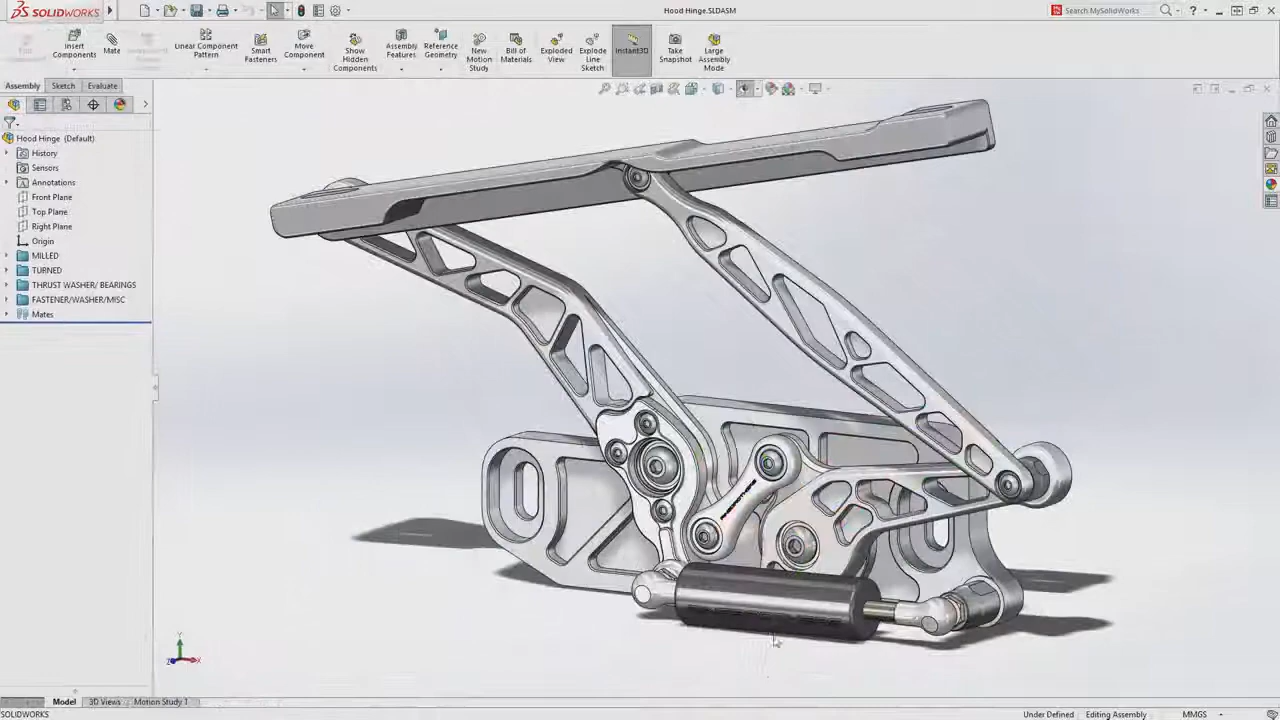 SOLIDWORKS
Hood Hinge.SLDASM
Search MySolidWorks
Insert Components
Mate
Linear Component Pattern
Smart Fasteners
Move Component
Show Hidden Components
Assembly Features
Reference Geometry
New Motion Study
Bill of Materials
Exploded View
Explode Line Sketch
Instant3D
Take Snapshot
Large Assembly Mode
Assembly Sketch Evaluate
Hood Hinge (Default)
History
Sensors
Annotations
Front Plane
Top Plane
Right Plane
Origin
MILLED
TURNED
THRUST WASHER/ BEARINGS
FASTENER/WASHER/MISC
Mates
Y
Z X
Model 3D Views Motion Study 1
SOLIDWORKS Under Defined Editing Assembly MMGS